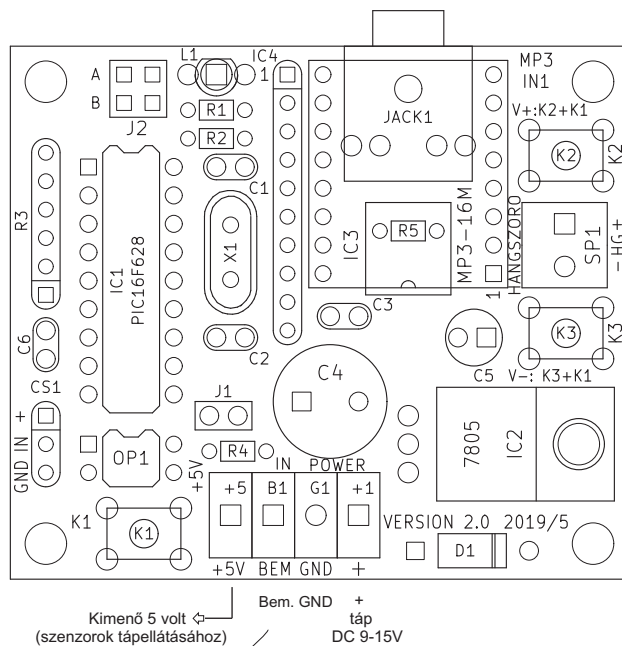 L1
IC4
MP3
IN1
A
B
J2
1
R1
R2
JACK1
V+:K2+K1
K2
K2
C1
R3
IC1
PIC16F628
X1
IC3
R5
MP3-16M
1
HANGSZORO
SP1
-HG+
C3
C6
C2
K3
K3
C5
V-: K3+K1
CS1
C4
J1
GND IN +
OP1
+5V
R4
7805
IC2
IN POWER
K1
K1
+5
B1
G1
+1
VERSION 2.0 2019/5
D1
+5V BEM GND +
Kimenő 5 volt
(szenzorok tápellátásához)
Bem. GND +
táp
DC 9-15V